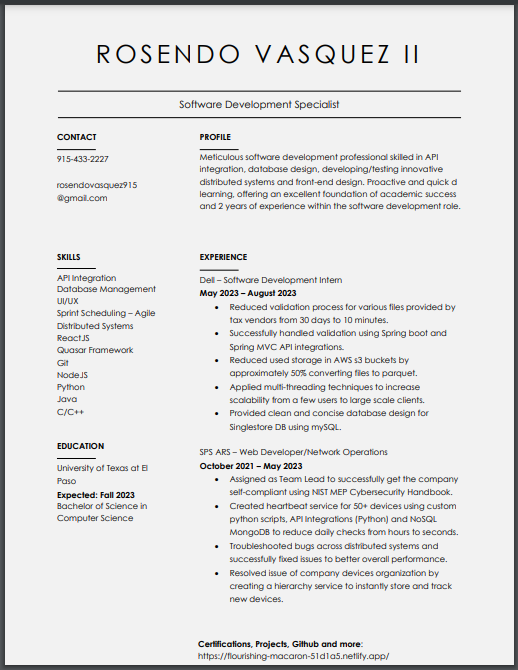 ROSENDO VASQUEZ II
Software Development Specialist
CONTACT
915-433-2227
rosendovasquez915
@gmail.com
PROFILE
Meticulous software development professional skilled in API
integration, database design, developing/testing innovative
distributed systems and front-end design. Proactive and quick d
learning, offering an excellent foundation of academic success
and 2 years of experience within the software development role.
SKILLS
API Integration
Database Management
UI/UX
Sprint Scheduling – Agile
Distributed Systems
ReactJS
Quasar Framework
Git
NodeJS
Python
Java
C/C++
EDUCATION
University of Texas at El
Paso
Expected: Fall 2023
Bachelor of Science in
Computer Science
EXPERIENCE
Dell – Software Development Intern
May 2023 – August 2023
• Reduced validation process for various files provided by
tax vendors from 30 days to 10 minutes.
• Successfully handled validation using Spring boot and
Spring MVC API integrations.
• Reduced used storage in AWS s3 buckets by
approximately 50% converting files to parquet.
• Applied multi-threading techniques to increase
scalability from a few users to large scale clients.
• Provided clean and concise database design for
Singlestore DB using mySQL.
SPS ARS – Web Developer/Network Operations
October 2021 – May 2023
• Assigned as Team Lead to successfully get the company
self-compliant using NIST MEP Cybersecurity Handbook.
• Created heartbeat service for 50+ devices using custom
python scripts, API Integrations (Python) and NoSQL
MongoDB to reduce daily checks from hours to seconds.
• Troubleshooted bugs across distributed systems and
successfully fixed issues to better overall performance.
• Resolved issue of company devices organization by
creating a hierarchy service to instantly store and track
new devices.
Certifications, Projects, Github and more:
https://flourishing-macaron-51d1a5.netlify.app/